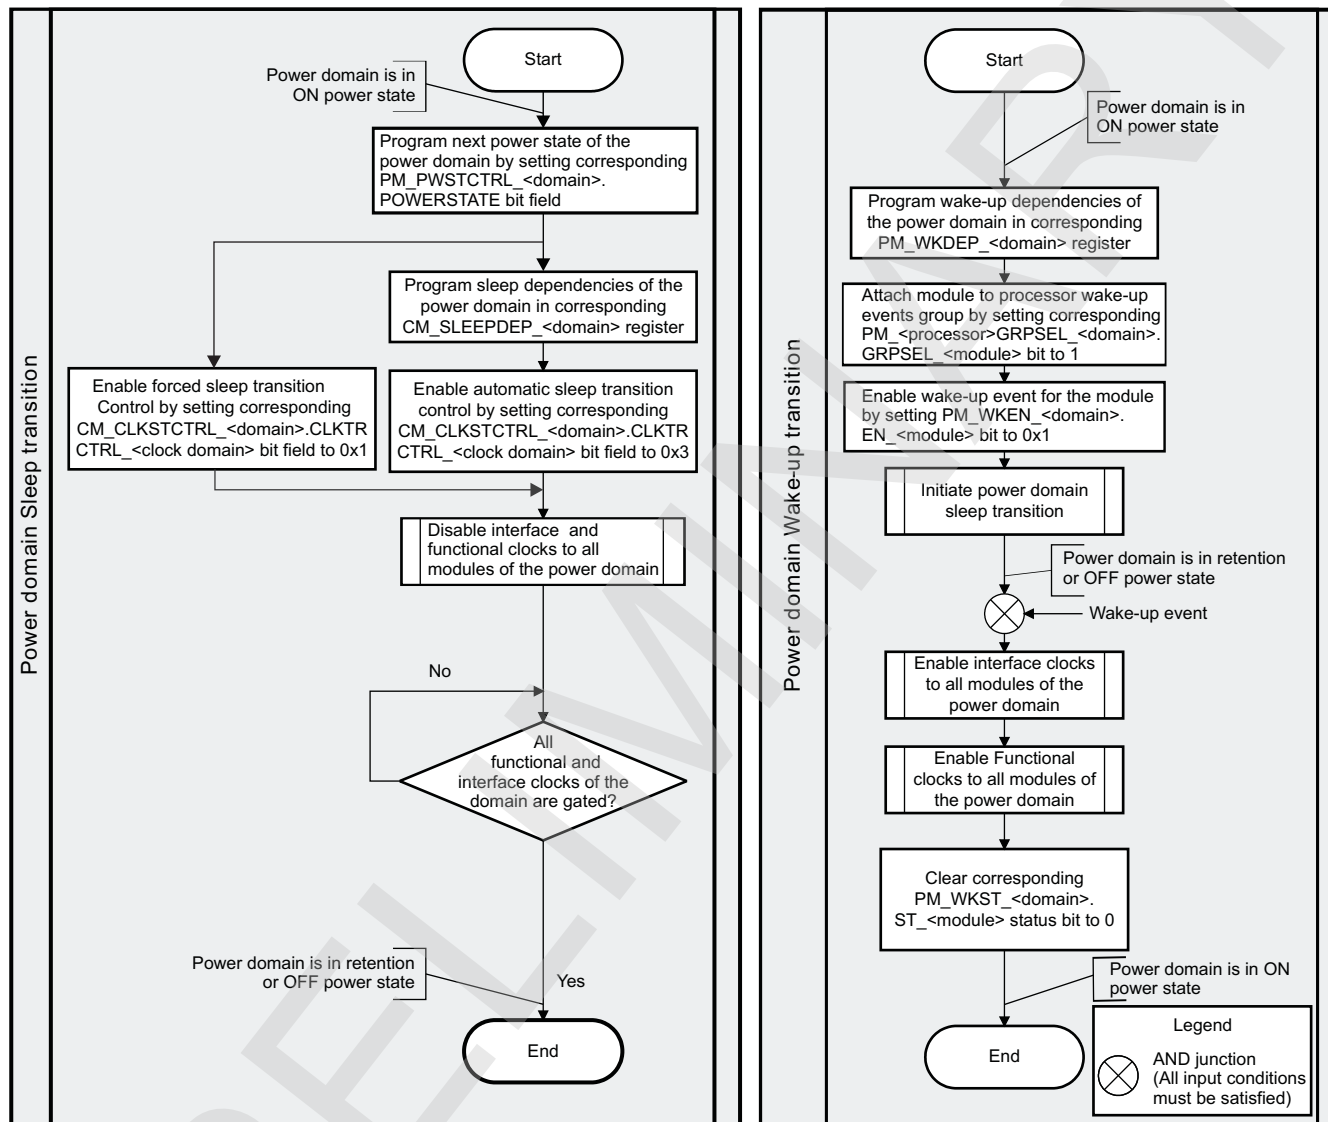 Power domain Sleep transition
Start
Power domain is in
ON power state
Program next power state of the
power domain by setting corresponding
PM_PWSTCTRL_<domain>.
POWERSTATE bit field
Program sleep dependencies of the
power domain in corresponding
CM_SLEEPDEP_<domain> register
Enable forced sleep transition
Control by setting corresponding
CM_CLKSTCTRL_<domain>.CLKTR
CTRL_<clock domain> bit field to 0x1
Enable automatic sleep transition
control by setting corresponding
CM_CLKSTCTRL_<domain>.CLKTR
CTRL_<clock domain> bit field to 0x3
Disable interface and
functional clocks to all
modules of the power domain
No
All
functional and
interface clocks of the
domain are gated?
Power domain is in retention
or OFF power state
Yes
End
Power domain Wake-up transition
Start
Power domain is in
ON power state
Program wake-up dependencies of
the power domain in corresponding
PM_WKDEP_<domain> register
Attach module to processor wake-up
events group by setting corresponding
PM_<processor>GRPSEL_<domain>.
GRPSEL_<module> bit to 1
Enable wake-up event for the module
by setting PM_WKEN_<domain>.
EN_<module> bit to 0x1
Initiate power domain
sleep transition
Power domain is in retention
or OFF power state
Wake-up event
Enable interface clocks
to all modules of the
power domain
Enable Functional
clocks to all modules of
the power domain
Clear corresponding
PM_WKST_<domain>.
ST_<module> status bit to 0
Power domain is in ON
power state
End
Legend
AND junction
(All input conditions
must be satisfied)
PRELIMINARY